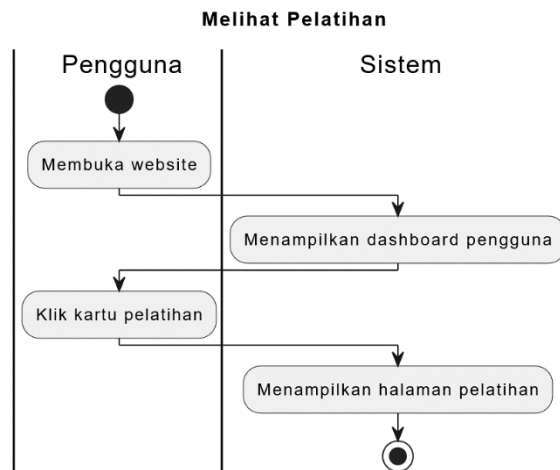 Melihat Pelatihan
Pengguna
Sistem
Membuka website
Menampilkan dashboard pengguna
Klik kartu pelatihan
Menampilkan halaman pelatihan